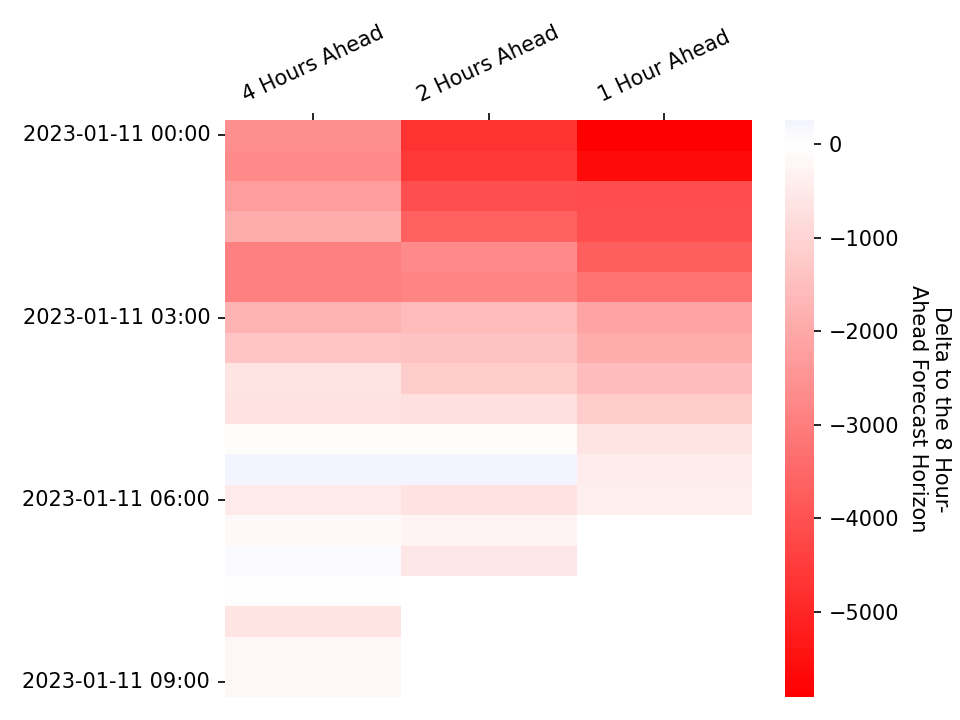 4 Hours Ahead
2 Hours Ahead
1 Hour Ahead
2023-01-11 00:00
2023-01-11 03:00
2023-01-11 06:00
2023-01-11 09:00
0
−1000
−2000
−3000
−4000
−5000
Delta to the 8 Hour-
Ahead Forecast Horizon